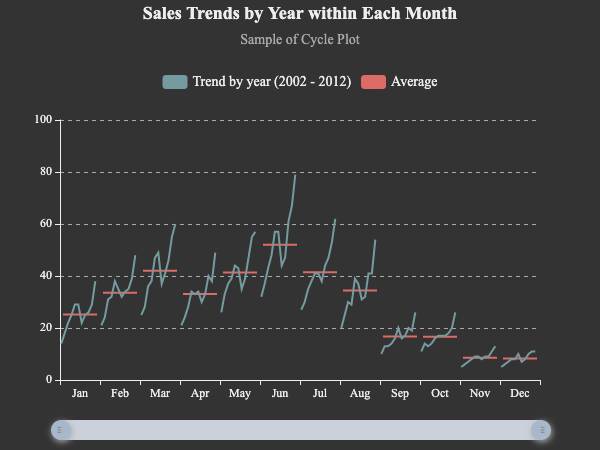 Sales Trends by Year within Each Month
Sample of Cycle Plot
Trend by year (2002 - 2012) Average
100
80
60
40
20
0
Jan Feb Mar Apr May Jun Jul Aug Sep Oct Nov Dec